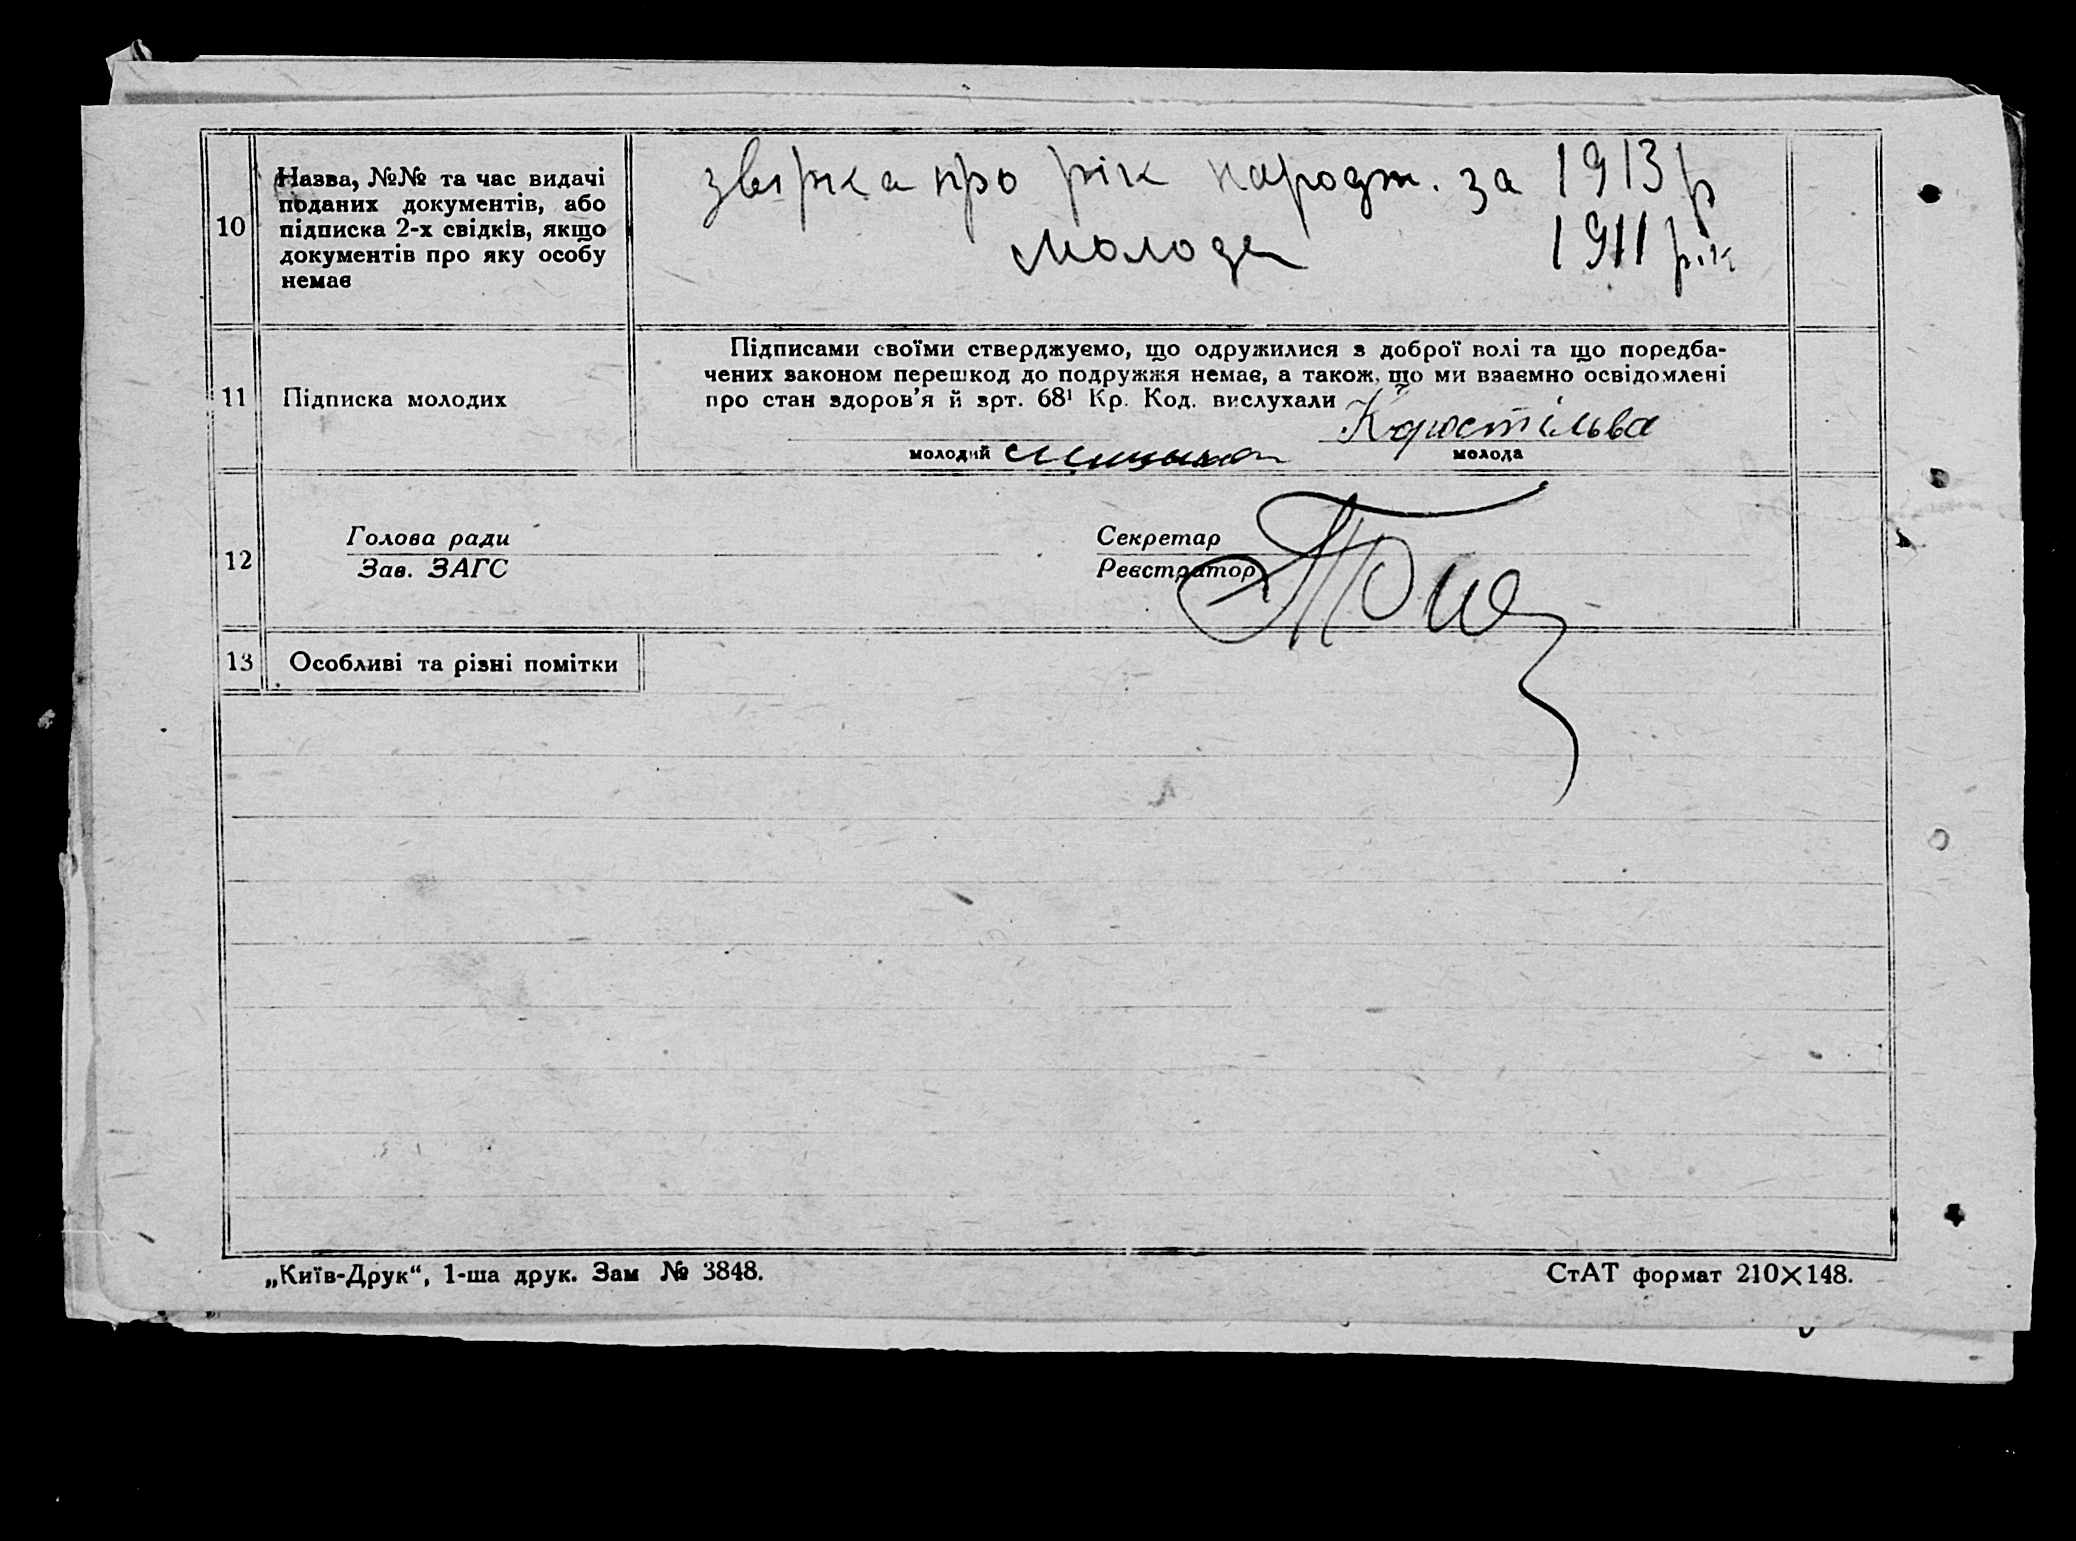 10
Назва, №№ та час видачі
поданих документів, або
підписка 2-х свідків, якщо
документів про яку особу
немає
звірка про рік народж. за 1913 р
молода 1911 рік
11
Підписка молодих
Підписами своїми стверджуємо, що одружилися з доброї волі та що поредба-
чених законом перешкод до подружжя немає, а також, що ми взаємно освідомлені
про стан здоров'я й зрт. 68¹ Кр. Код. вислухали
Коростільва
молодий
молода
12
Голова ради
Зав. ЗАГС
Секретар
Реєстратор
13
Особливі та різні помітки
„Київ-Друк“, 1-ша друк. Зам № 3848.
СтАТ формат 210×148.